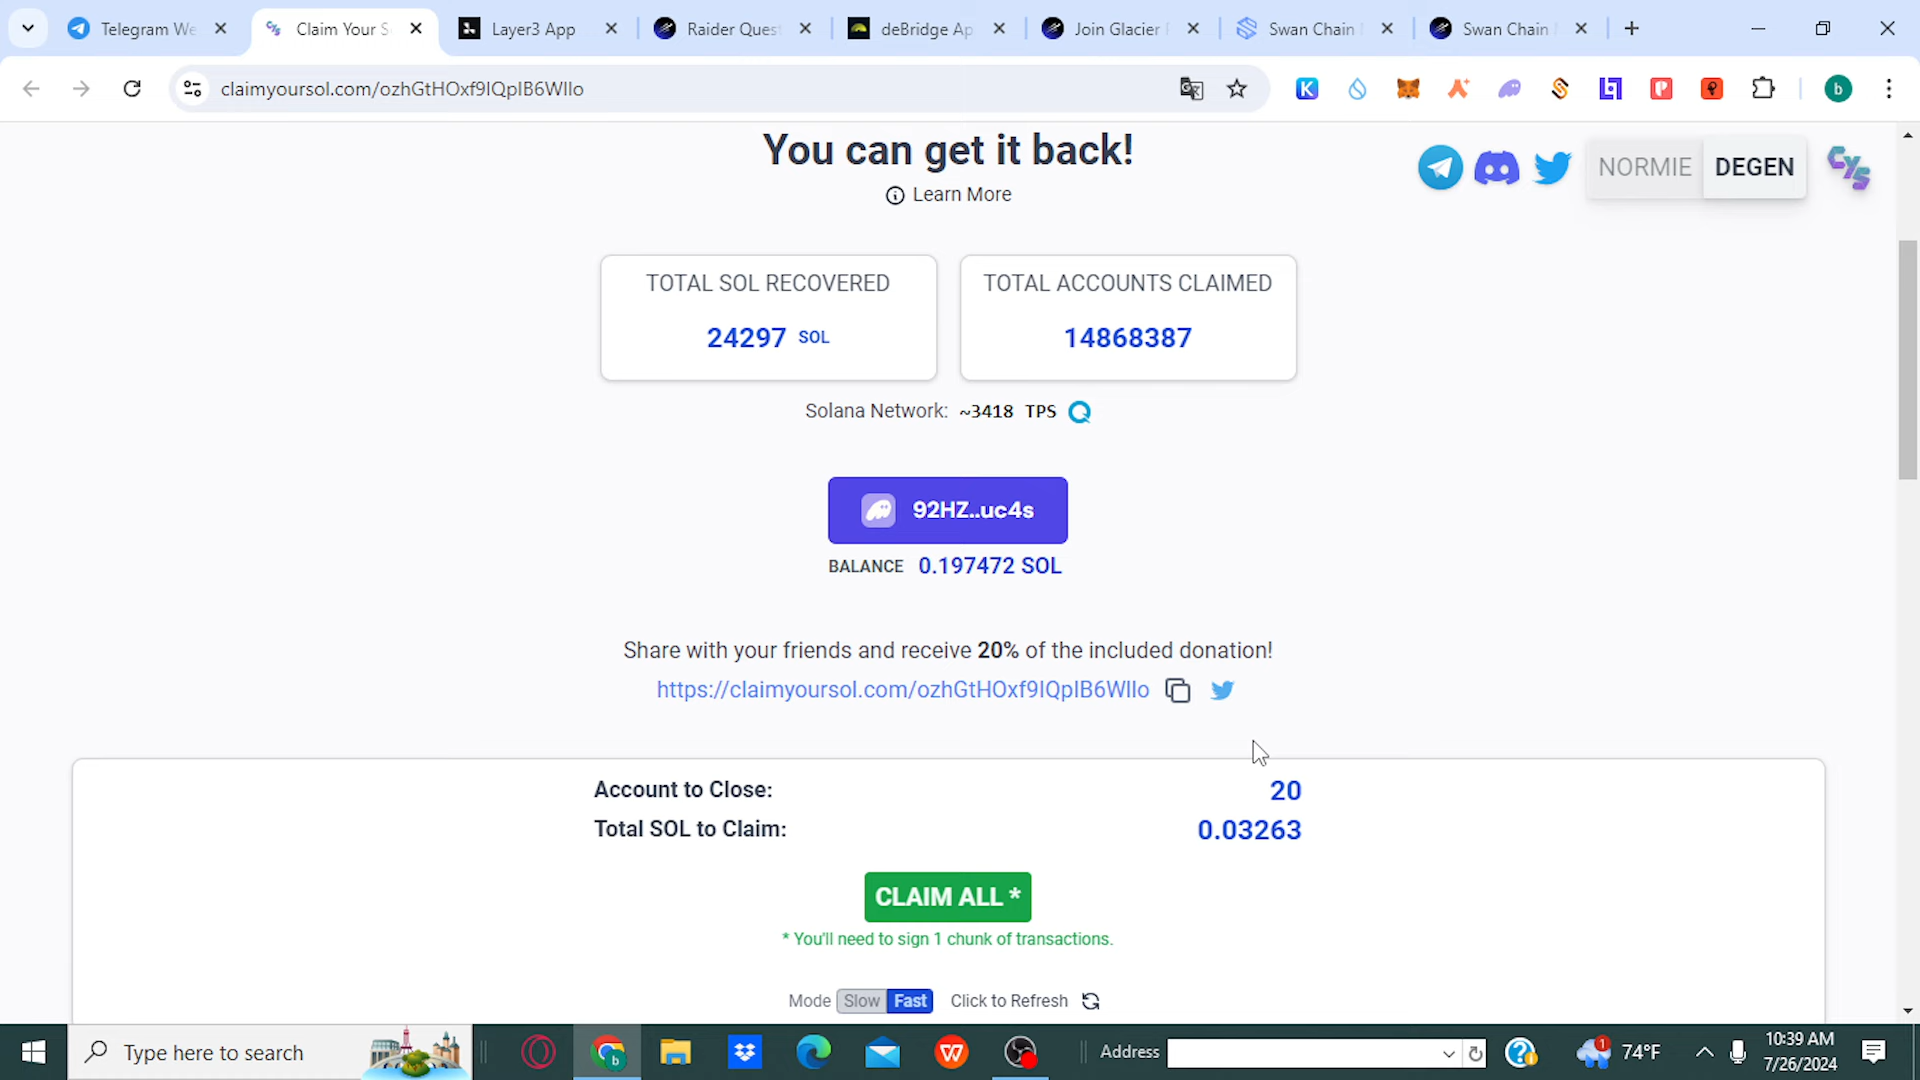 Telegram We
Claim Your S
Layer3 App
Raider Ques
deBridge Ap
Join Glacier
Swan Chain
Swan Chain
claimyoursol.com/ozhGtHOxf9IQpIB6WIIo
b
You can get it back!
Learn More
NORMIE DEGEN
TOTAL SOL RECOVERED
24297 SOL
TOTAL ACCOUNTS CLAIMED
14868387
Solana Network: ~3418 TPS
92HZ..uc4s
BALANCE 0.197472 SOL
Share with your friends and receive 20% of the included donation!
https://claimyoursol.com/ozhGtHOxf9IQpIB6WIIo
Account to Close: 20
Total SOL to Claim: 0.03263
CLAIM ALL *
* You'll need to sign 1 chunk of transactions.
Mode Slow Fast Click to Refresh
Type here to search
Address
1
74°F
10:39 AM
7/26/2024